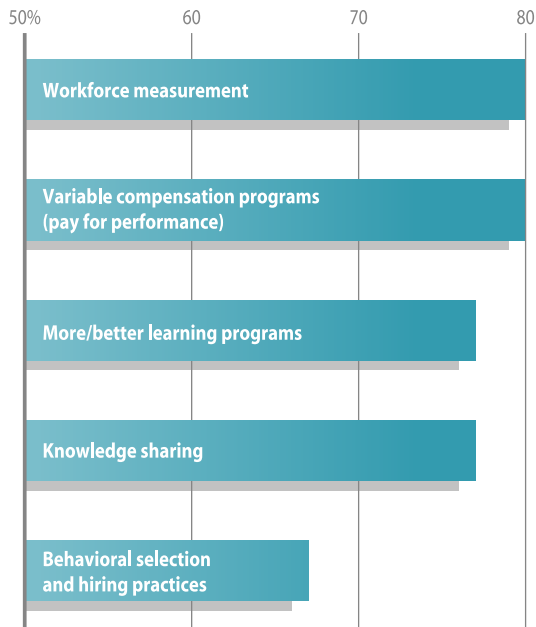 50% 60 70 80
Workforce measurement
Variable compensation programs
(pay for performance)
More/better learning programs
Knowledge sharing
Behavioral selection
and hiring practices